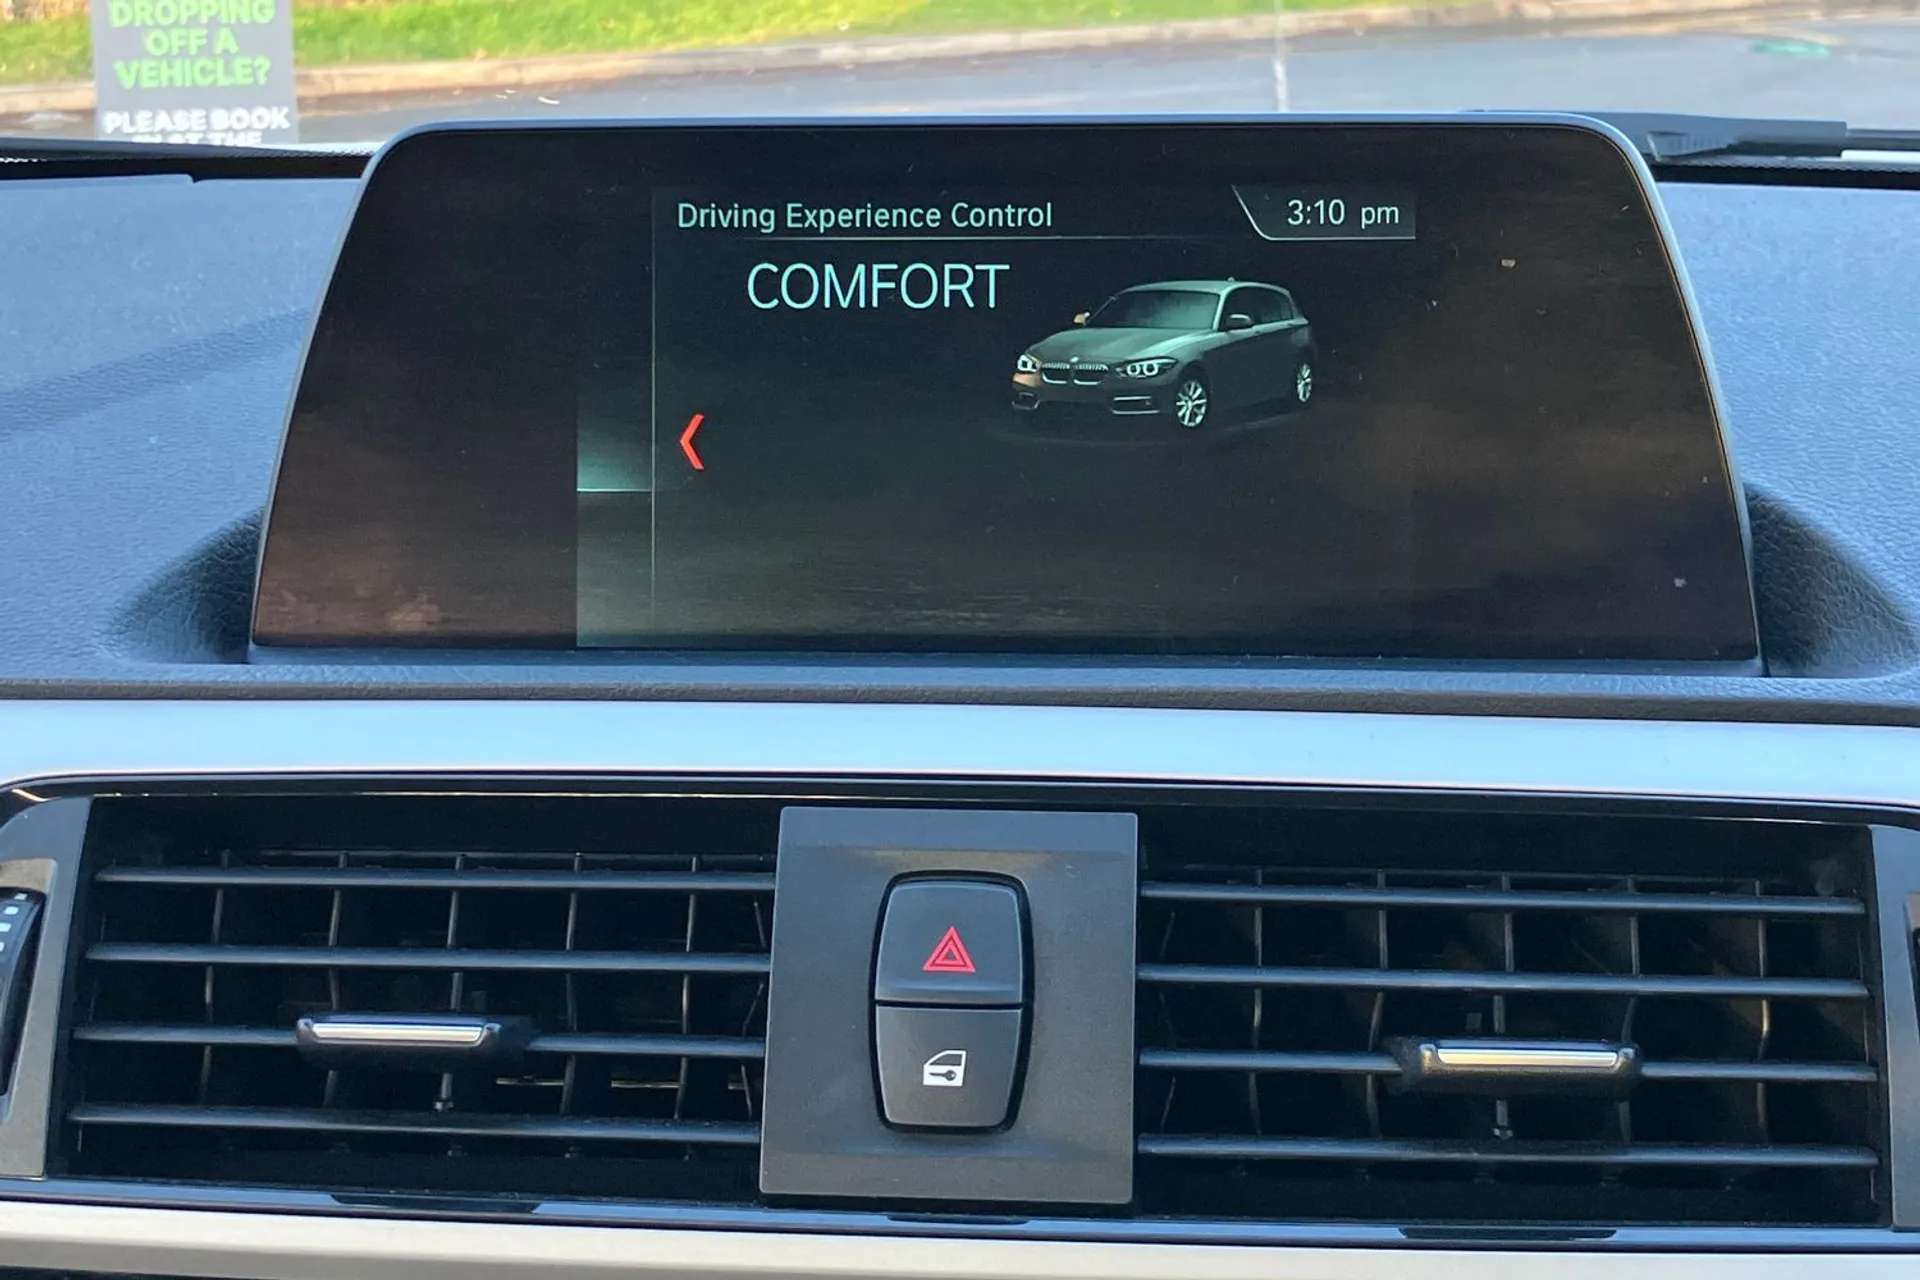 DROPPING
OFF A
VEHICLE?
PLEASE BOOK
Driving Experience Control
3:10 pm
COMFORT